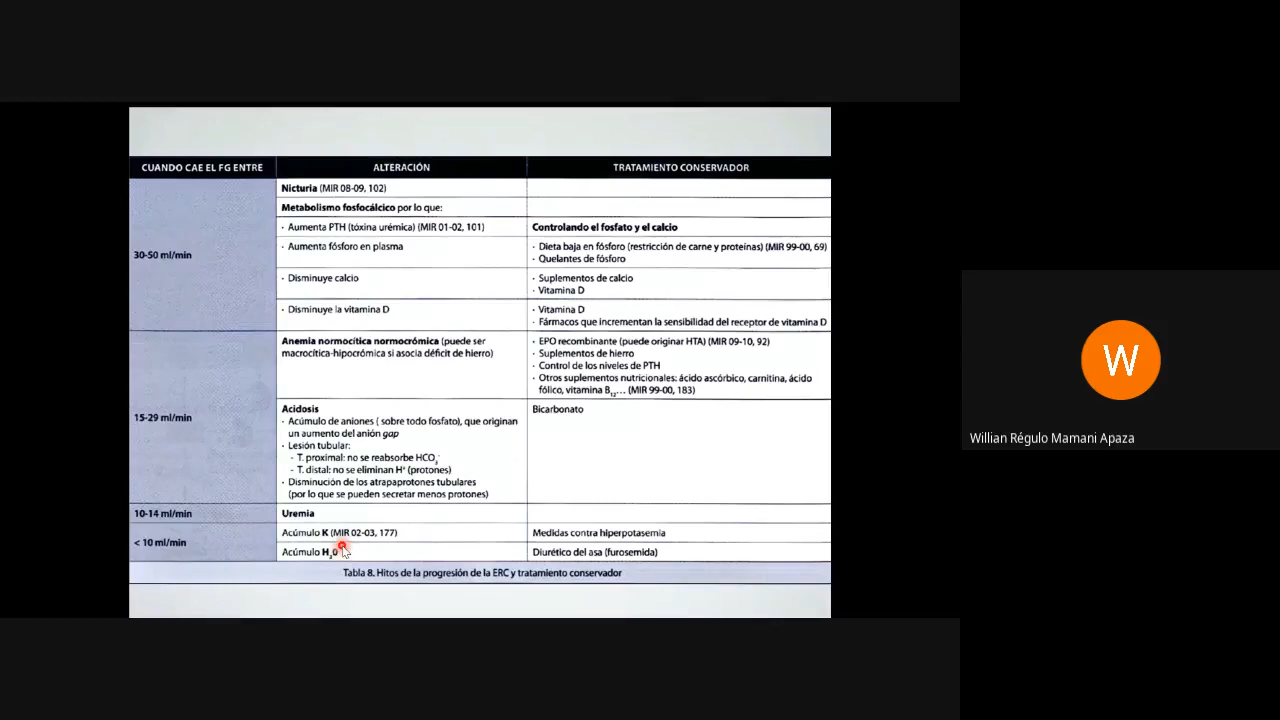 CUANDO CAE EL FG ENTRE
ALTERACIÓN
TRATAMIENTO CONSERVADOR
30-50 ml/min
Nicturia (MIR 08-09, 102)
Metabolismo fosfocálcico por lo que:
· Aumenta PTH (tóxina urémica) (MIR 01-02, 101)
Controlando el fosfato y el calcio
· Aumenta fósforo en plasma
· Dieta baja en fósforo (restricción de carne y proteínas) (MIR 99-00, 69)
· Quelantes de fósforo
· Disminuye calcio
· Suplementos de calcio
· Vitamina D
· Disminuye la vitamina D
· Vitamina D
· Fármacos que incrementan la sensibilidad del receptor de vitamina D
15-29 ml/min
Anemia normocítica normocrómica (puede ser
macrocítica-hipocrómica si asocia déficit de hierro)
· EPO recombinante (puede originar HTA) (MIR 09-10, 92)
· Suplementos de hierro
· Control de los niveles de PTH
· Otros suplementos nutricionales: ácido ascórbico, carnitina, ácido
fólico, vitamina B12... (MIR 99-00, 183)
Acidosis
· Acúmulo de aniones ( sobre todo fosfato), que originan
un aumento del anión gap
· Lesión tubular:
- T. proximal: no se reabsorbe HCO3-
- T. distal: no se eliminan H+ (protones)
· Disminución de los atrapaprotones tubulares
(por lo que se pueden secretar menos protones)
Bicarbonato
10-14 ml/min
Uremia
< 10 ml/min
Acúmulo K (MIR 02-03, 177)
Medidas contra hiperpotasemia
Acúmulo H20
Diurético del asa (furosemida)
Tabla 8. Hitos de la progresión de la ERC y tratamiento conservador
W
Willian Régulo Mamani Apaza